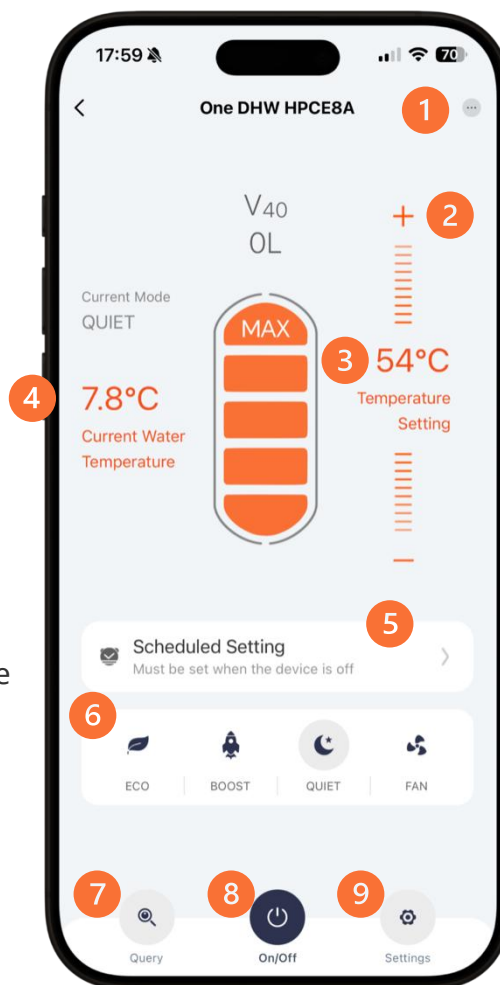 17:59
70
One DHW HPCE8A
1
V40
0L
+
2
Current Mode
QUIET
MAX
3
54°C
Temperature
Setting
4
7.8°C
Current Water
Temperature
−
5
Scheduled Setting
Must be set when the device is off
e
6
ECO BOOST QUIET FAN
7
8
9
Query On/Off Settings